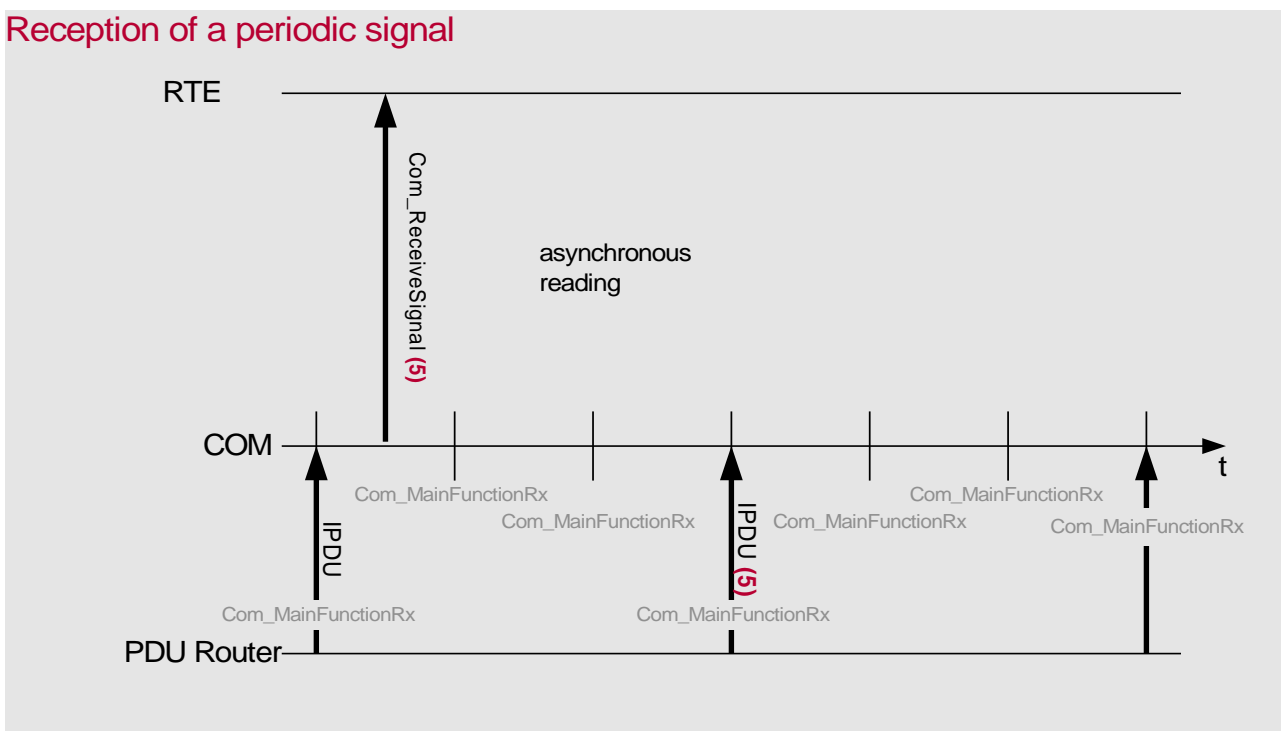 Reception of a periodic signal
RTE
Com_ReceiveSignal (5)
asynchronous
reading
COM
t
Com_MainFunctionRx
Com_MainFunctionRx
Com_MainFunctionRx
Com_MainFunctionRx
Com_MainFunctionRx
IPDU
IPDU (5)
Com_MainFunctionRx
Com_MainFunctionRx
PDU Router